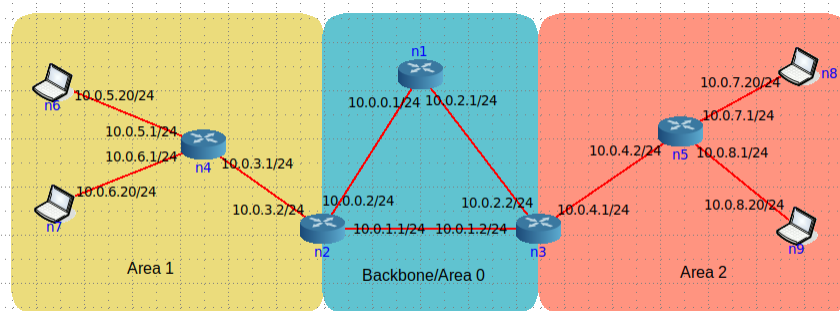 n1
n8
10.0.7.20/24
n6
10.0.5.20/24
10.0.0.1/24
10.0.2.1/24
10.0.7.1/24
10.0.5.1/24
10.0.6.1/24
n4
10.0.3.1/24
10.0.4.2/24
n5
10.0.8.1/24
10.0.6.20/24
n7
10.0.3.2/24
10.0.0.2/24
10.0.2.2/24
10.0.4.1/24
10.0.8.20/24
10.0.1.1/24
10.0.1.2/24
n2
n3
n9
Area 1
Backbone/Area 0
Area 2